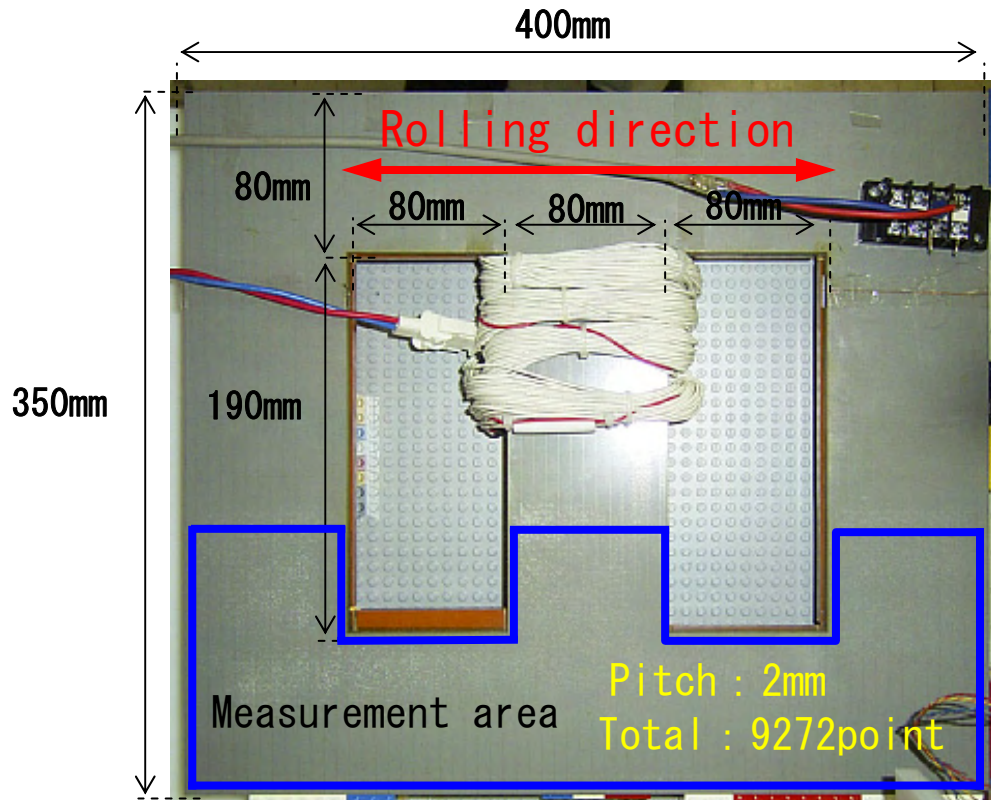 400mm
Rolling direction
80mm
80mm
80mm
80mm
350mm
190mm
Pitch : 2mm
Measurement area
Total : 9272point